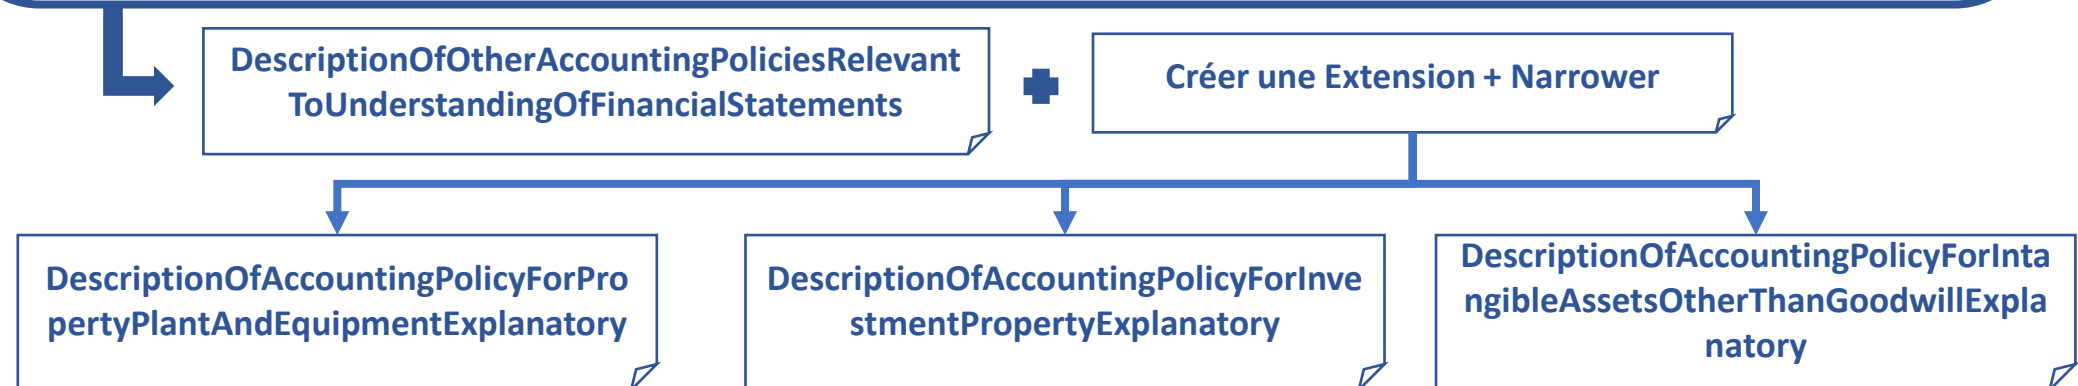 DescriptionOfOtherAccountingPoliciesRelevant
ToUnderstandingOfFinancialStatements
Créer une Extension + Narrower
DescriptionOfAccountingPolicyForPro
pertyPlantAndEquipmentExplanatory
DescriptionOfAccountingPolicyForInve
stmentPropertyExplanatory
DescriptionOfAccountingPolicyForInta
ngibleAssetsOtherThanGoodwillExpla
natory